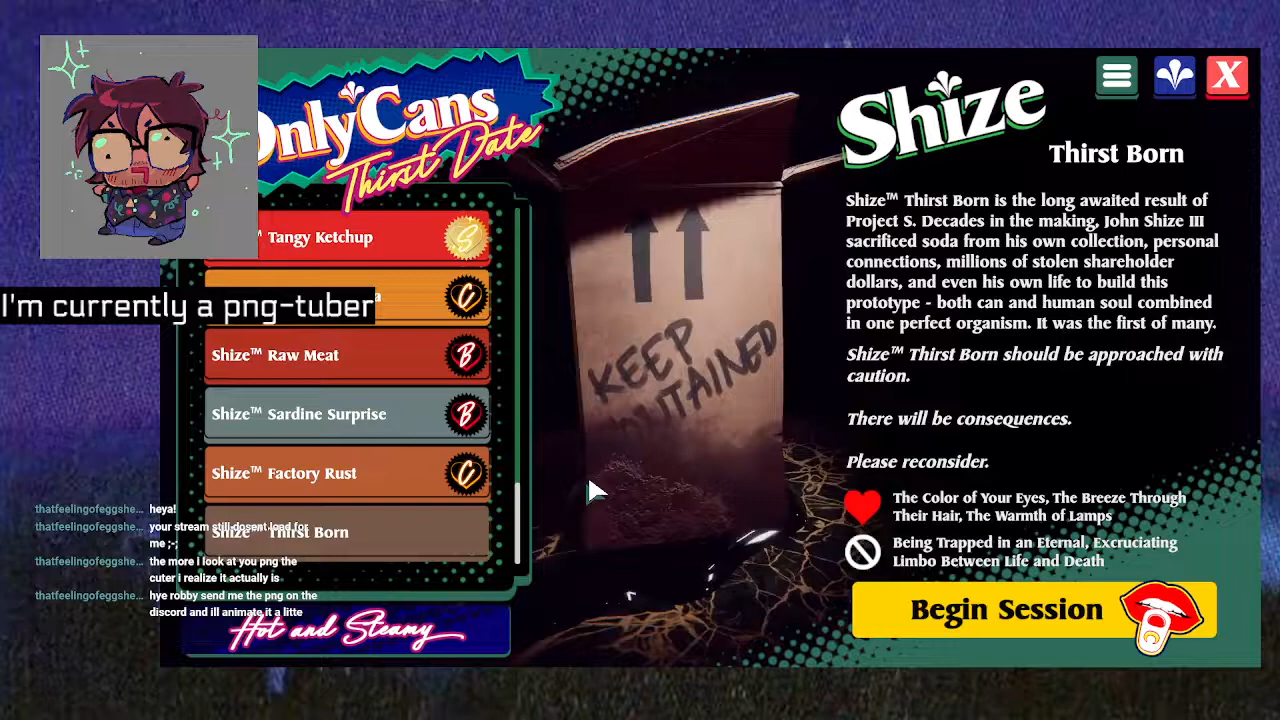 OnlyCans
Thirst Date
™ Tangy Ketchup
S
I'm currently a png-tuber
a
C
Shize™ Raw Meat
B
Shize™ Sardine Surprise
B
Shize™ Factory Rust
C
Shize™ Thirst Born
Hot and Steamy
thatfeelingofeggshe... heya!
thatfeelingofeggshe... your stream still dosent load for
me ;-;
thatfeelingofeggshe... the more i look at you png the
cuter i realize it actually is
thatfeelingofeggshe... hye robby send me the png on the
discord and ill animate it a litte
KEEP
CONTAINED
Shize
X
Thirst Born
Shize™ Thirst Born is the long awaited result of
Project S. Decades in the making, John Shize III
sacrificed soda from his own collection, personal
connections, millions of stolen shareholder
dollars, and even his own life to build this
prototype - both can and human soul combined
in one perfect organism. It was the first of many.
Shize™ Thirst Born should be approached with
caution.
There will be consequences.
Please reconsider.
The Color of Your Eyes, The Breeze Through
Their Hair, The Warmth of Lamps
Being Trapped in an Eternal, Excruciating
Limbo Between Life and Death
Begin Session